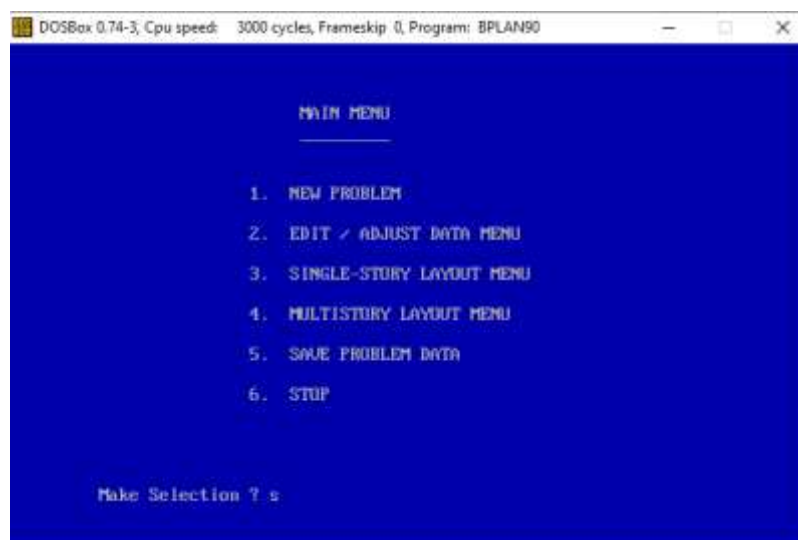 DOSBox 0.74-3, Cpu speed: 3000 cycles, Frameskip 0, Program: BPLAN90
MAIN MENU
1. NEW PROBLEM
2. EDIT / ADJUST DATA MENU
3. SINGLE-STORY LAYOUT MENU
4. MULTISTORY LAYOUT MENU
5. SAVE PROBLEM DATA
6. STOP
Make Selection ? s